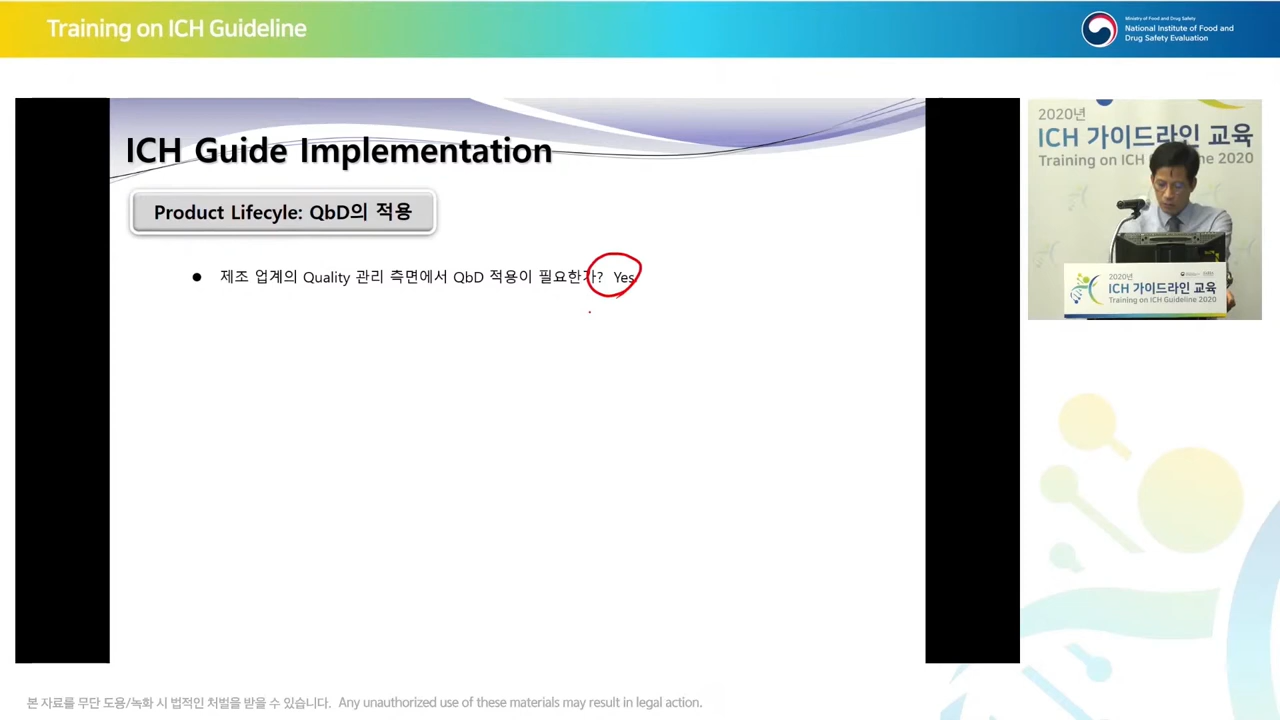 Training on ICH Guideline
Ministry of Food and Drug Safety
National Institute of Food and
Drug Safety Evaluation
ICH Guide Implementation
Product Lifecyle: QbD의 적용
● 제조 업계의 Quality 관리 측면에서 QbD 적용이 필요한가? Yes
2020년
ICH 가이드라인 교육
Training on ICH Guideline 2020
2020년
ICH 가이드라인 교육
Training on ICH Guideline 2020
본 자료를 무단 도용/녹화 시 법적인 처벌을 받을 수 있습니다. Any unauthorized use of these materials may result in legal action.